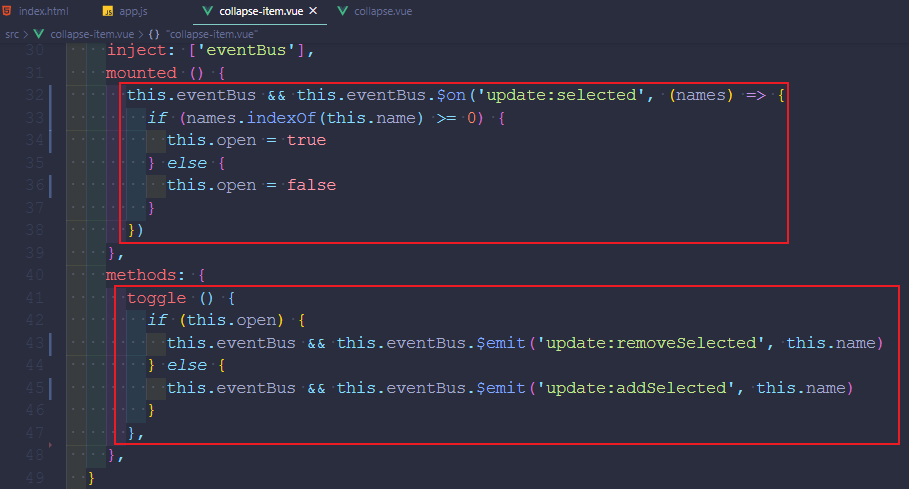 index.html app.js collapse-item.vue × collapse.vue
src > collapse-item.vue > {} "collapse-item.vue"
30 inject: ['eventBus'],
31 mounted () {
32 this.eventBus && this.eventBus.$on('update:selected', (names) => {
33 if (names.indexOf(this.name) >= 0) {
34 this.open = true
35 } else {
36 this.open = false
37 }
38 })
39 },
40 methods: {
41 toggle () {
42 if (this.open) {
43 this.eventBus && this.eventBus.$emit('update:removeSelected', this.name)
44 } else {
45 this.eventBus && this.eventBus.$emit('update:addSelected', this.name)
46 }
47 },
48 },
49 }